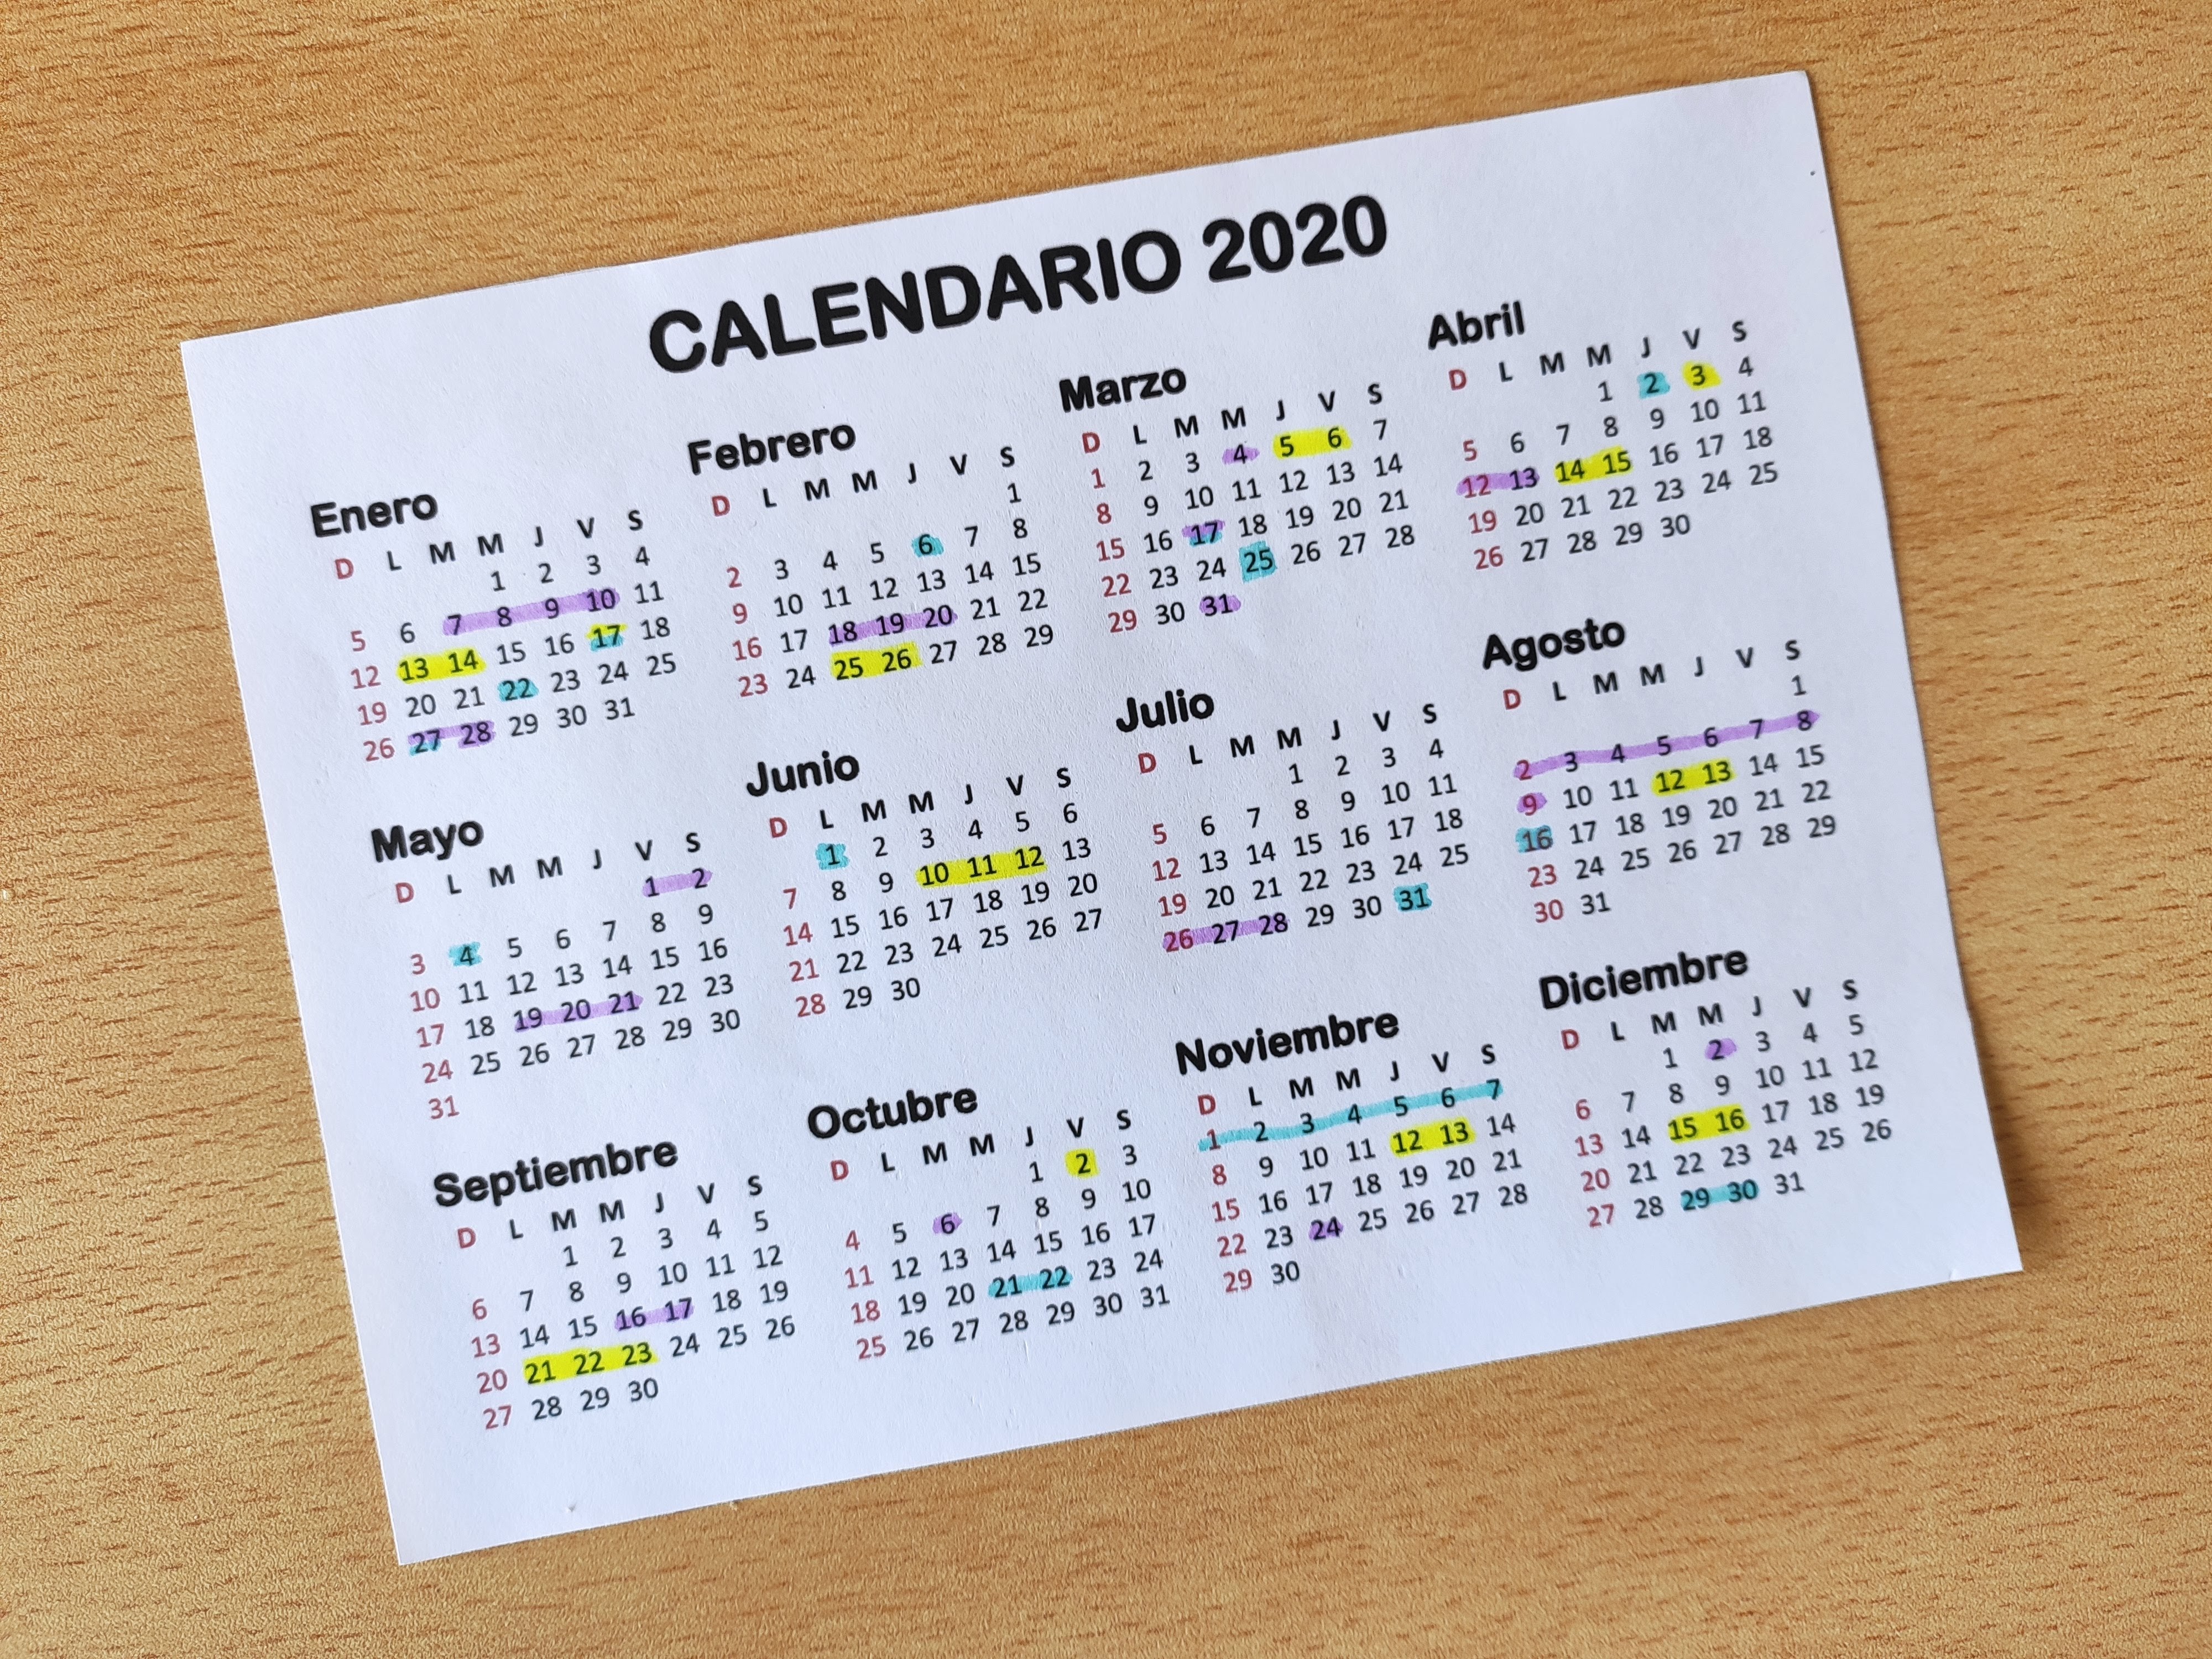 CALENDARIO 2020
Enero
D L M M J V S
1 2 3 4
5 6 7 8 9 10 11
12 13 14 15 16 17 18
19 20 21 22 23 24 25
26 27 28 29 30 31
Febrero
D L M M J V S
1
2 3 4 5 6 7 8
9 10 11 12 13 14 15
16 17 18 19 20 21 22
23 24 25 26 27 28 29
Marzo
D L M M J V S
1 2 3 4 5 6 7
8 9 10 11 12 13 14
15 16 17 18 19 20 21
22 23 24 25 26 27 28
29 30 31
Abril
D L M M J V S
1 2 3 4
5 6 7 8 9 10 11
12 13 14 15 16 17 18
19 20 21 22 23 24 25
26 27 28 29 30
Mayo
D L M M J V S
1 2
3 4 5 6 7 8 9
10 11 12 13 14 15 16
17 18 19 20 21 22 23
24 25 26 27 28 29 30
31
Junio
D L M M J V S
1 2 3 4 5 6
7 8 9 10 11 12 13
14 15 16 17 18 19 20
21 22 23 24 25 26 27
28 29 30
Julio
D L M M J V S
1 2 3 4
5 6 7 8 9 10 11
12 13 14 15 16 17 18
19 20 21 22 23 24 25
26 27 28 29 30 31
Agosto
D L M M J V S
1
2 3 4 5 6 7 8
9 10 11 12 13 14 15
16 17 18 19 20 21 22
23 24 25 26 27 28 29
30 31
Septiembre
D L M M J V S
1 2 3 4 5
6 7 8 9 10 11 12
13 14 15 16 17 18 19
20 21 22 23 24 25 26
27 28 29 30
Octubre
D L M M J V S
1 2 3
4 5 6 7 8 9 10
11 12 13 14 15 16 17
18 19 20 21 22 23 24
25 26 27 28 29 30 31
Noviembre
D L M M J V S
1 2 3 4 5 6 7
8 9 10 11 12 13 14
15 16 17 18 19 20 21
22 23 24 25 26 27 28
29 30
Diciembre
D L M M J V S
1 2 3 4 5
6 7 8 9 10 11 12
13 14 15 16 17 18 19
20 21 22 23 24 25 26
27 28 29 30 31